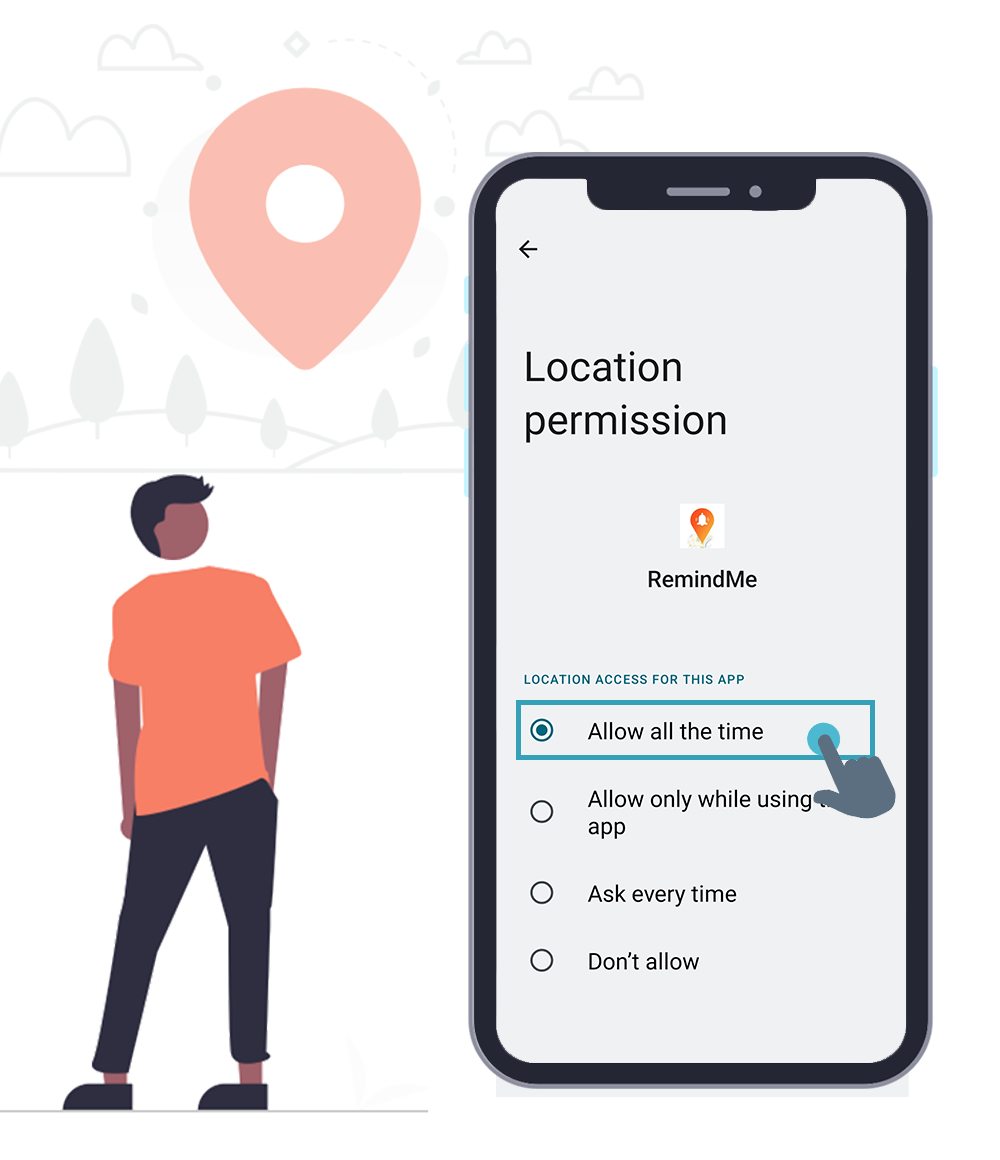 Location
permission
RemindMe
LOCATION ACCESS FOR THIS APP
Allow all the time
Allow only while using
app
Ask every time
Don’t allow